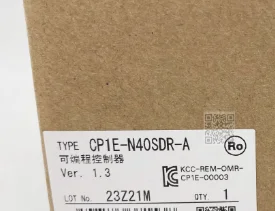 TYPE CP1E-N40SDR-A
可编程控制器
Ver. 1.3
Ro
KCC-REM-OMR-
CP1E-00003
LOT No. 23Z21M QTY 1